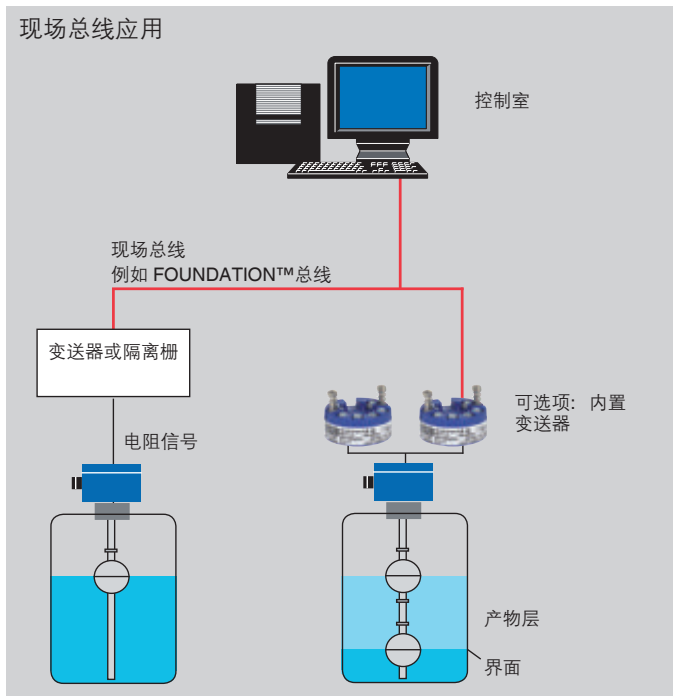 现场总线应用
控制室
现场总线
例如 FOUNDATION™总线
变送器或隔离栅
可选项: 内置
变送器
电阻信号
产物层
界面